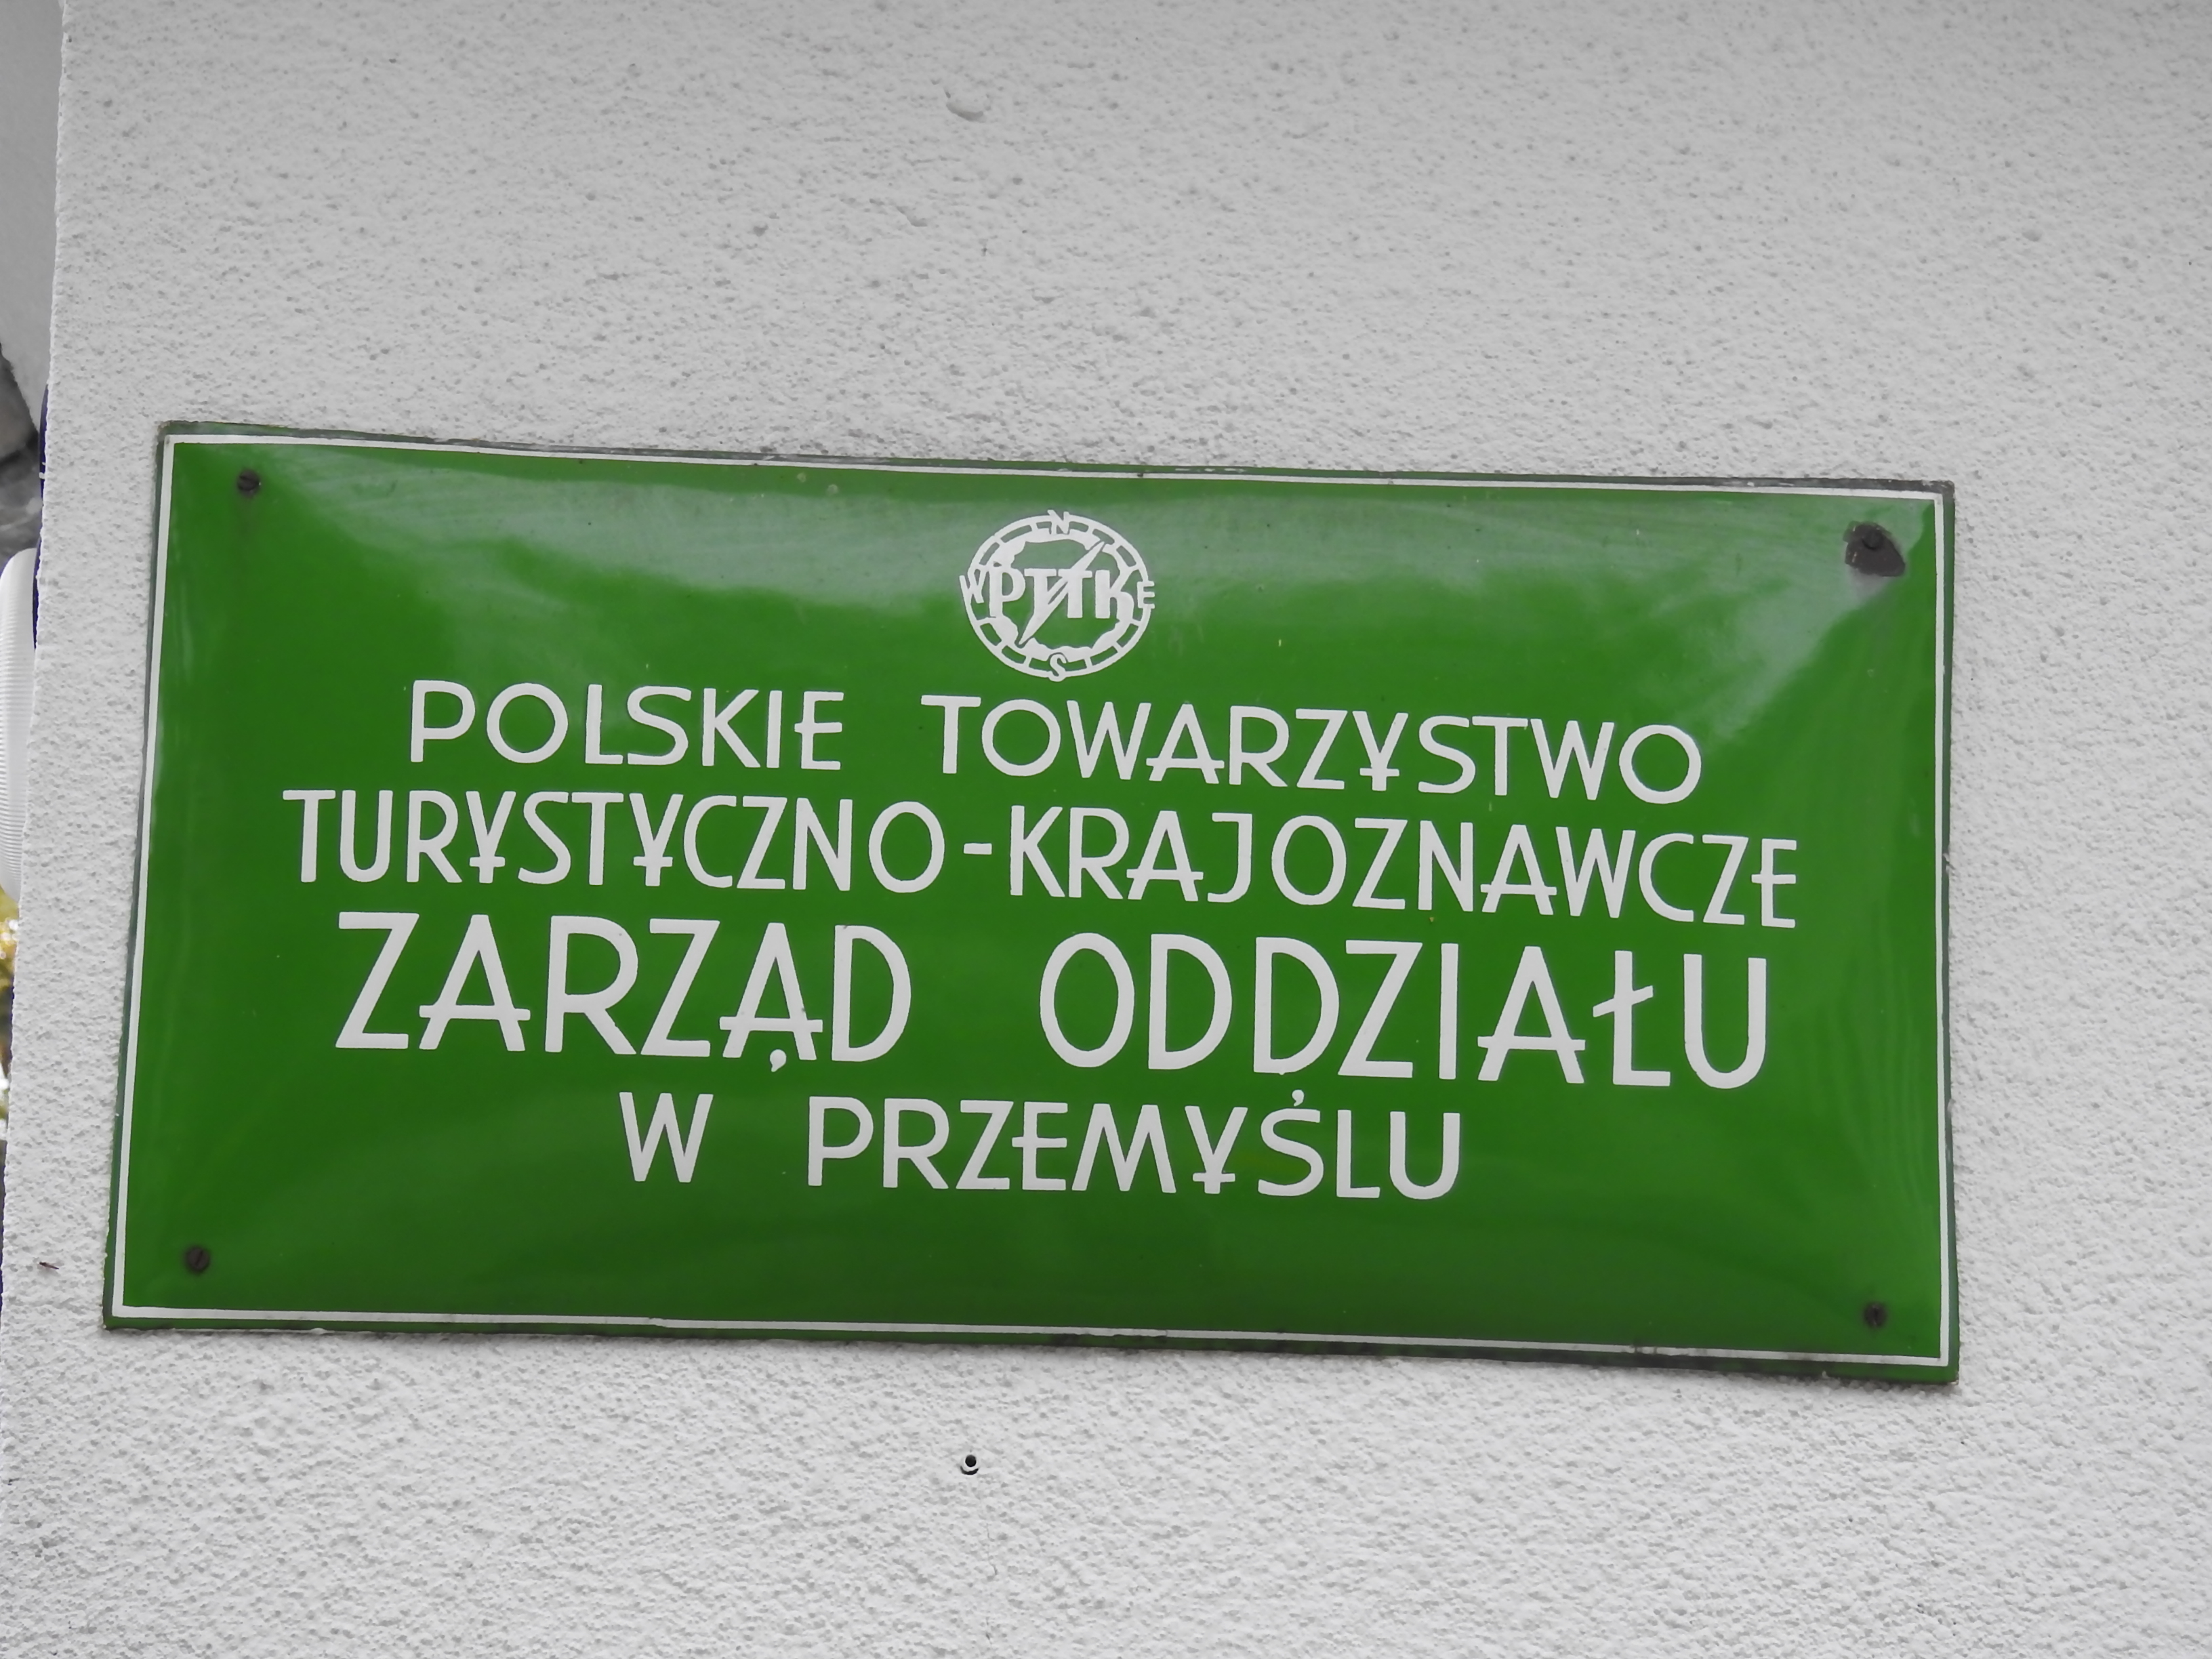 N
W PTTK E
S
POLSKIE TOWARZYSTWO
TURYSTYCZNO-KRAJOZNAWCZE
ZARZĄD ODDZIAŁU
W PRZEMYŚLU